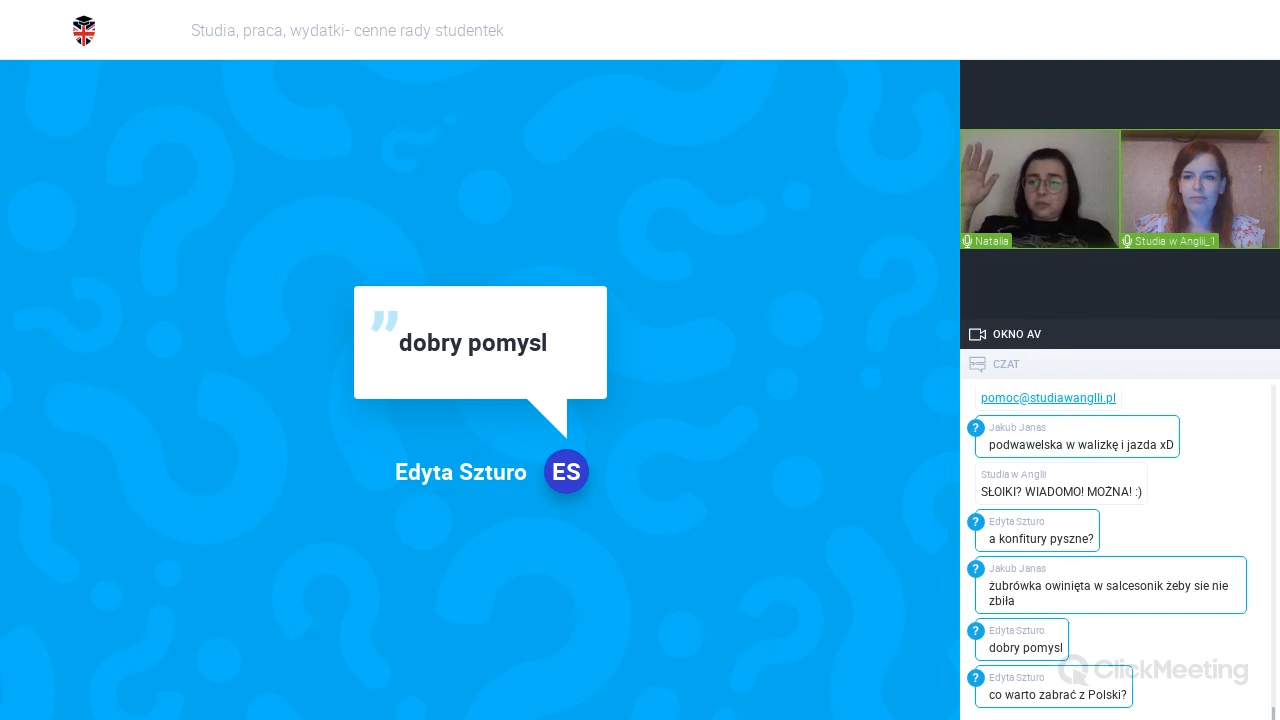 Studia, praca, wydatki- cenne rady studentek
dobry pomysl
Edyta Szturo
ES
Natalia
Studia w Anglii_1
OKNO AV
CZAT
pomoc@studiawanglli.pl
Jakub Janas
podwawelska w walizkę i jazda xD
Studia w Anglii
SŁOIKI? WIADOMO! MOŻNA! :)
Edyta Szturo
a konfitury pyszne?
Jakub Janas
żubrówka owinięta w salcesonik żeby sie nie
zbiła
Edyta Szturo
dobry pomysl
ClickMeeting
Edyta Szturo
co warto zabrać z Polski?